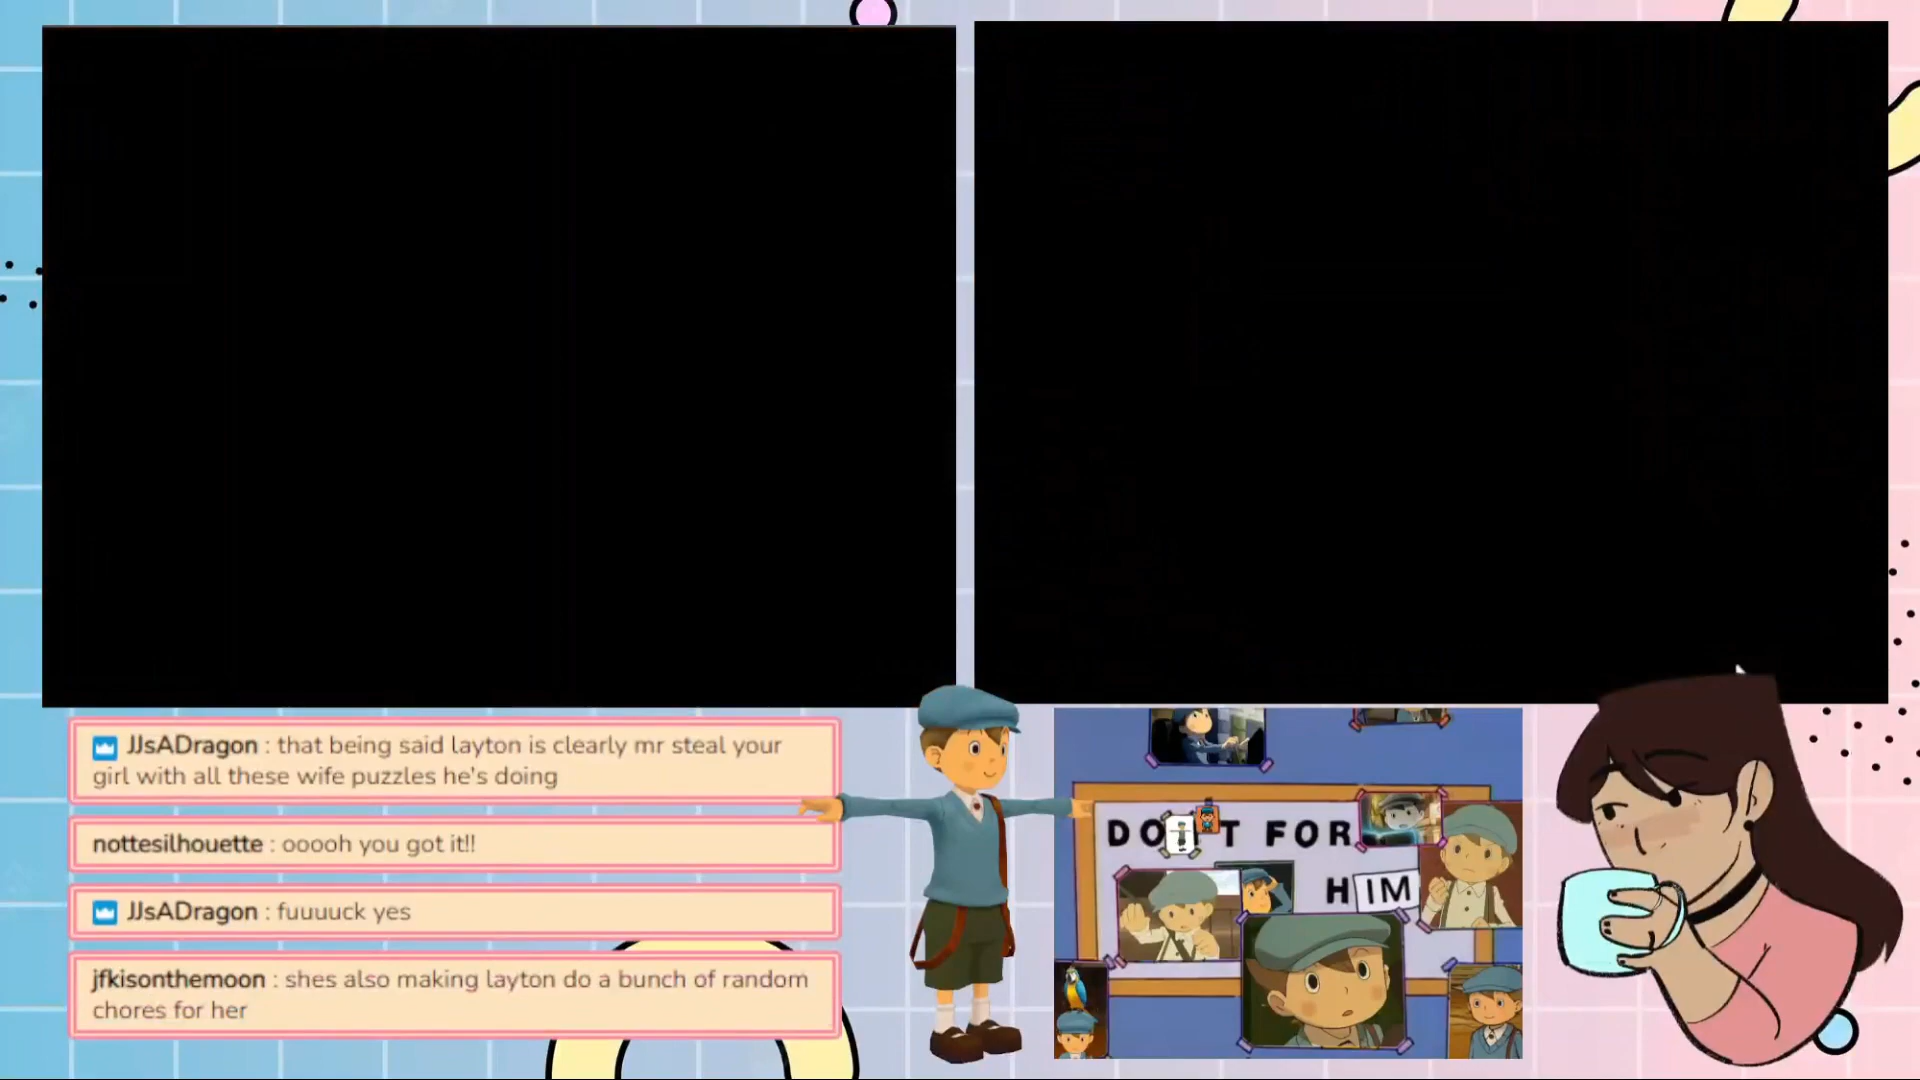 JJsADragon : that being said layton is clearly mr steal your
girl with all these wife puzzles he's doing
nottesilhouette : ooooh you got it!!
JJsADragon : fuuuuck yes
jfkisonthemoon : shes also making layton do a bunch of random
chores for her
DO T FOR
HIM